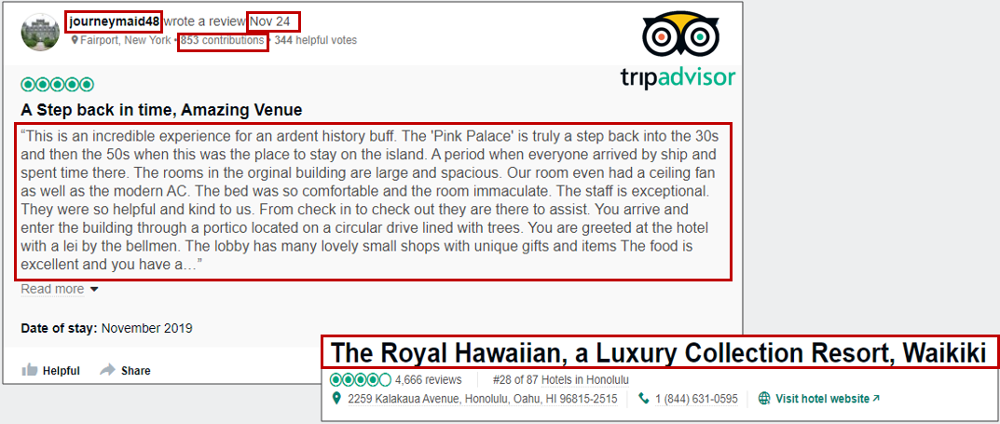 journeymaid48 wrote a review Nov 24
Fairport, New York • 853 contributions • 344 helpful votes
tripadvisor
A Step back in time, Amazing Venue
“This is an incredible experience for an ardent history buff. The 'Pink Palace' is truly a step back into the 30s
and then the 50s when this was the place to stay on the island. A period when everyone arrived by ship and
spent time there. The rooms in the orginal building are large and spacious. Our room even had a ceiling fan
as well as the modern AC. The bed was so comfortable and the room immaculate. The staff is exceptional.
They were so helpful and kind to us. From check in to check out they are there to assist. You arrive and
enter the building through a portico located on a circular drive lined with trees. You are greeted at the hotel
with a lei by the bellmen. The lobby has many lovely small shops with unique gifts and items The food is
excellent and you have a…”
Read more
Date of stay: November 2019
Helpful Share
The Royal Hawaiian, a Luxury Collection Resort, Waikiki
4,666 reviews #28 of 87 Hotels in Honolulu
2259 Kalakaua Avenue, Honolulu, Oahu, HI 96815-2515 1 (844) 631-0595 Visit hotel website